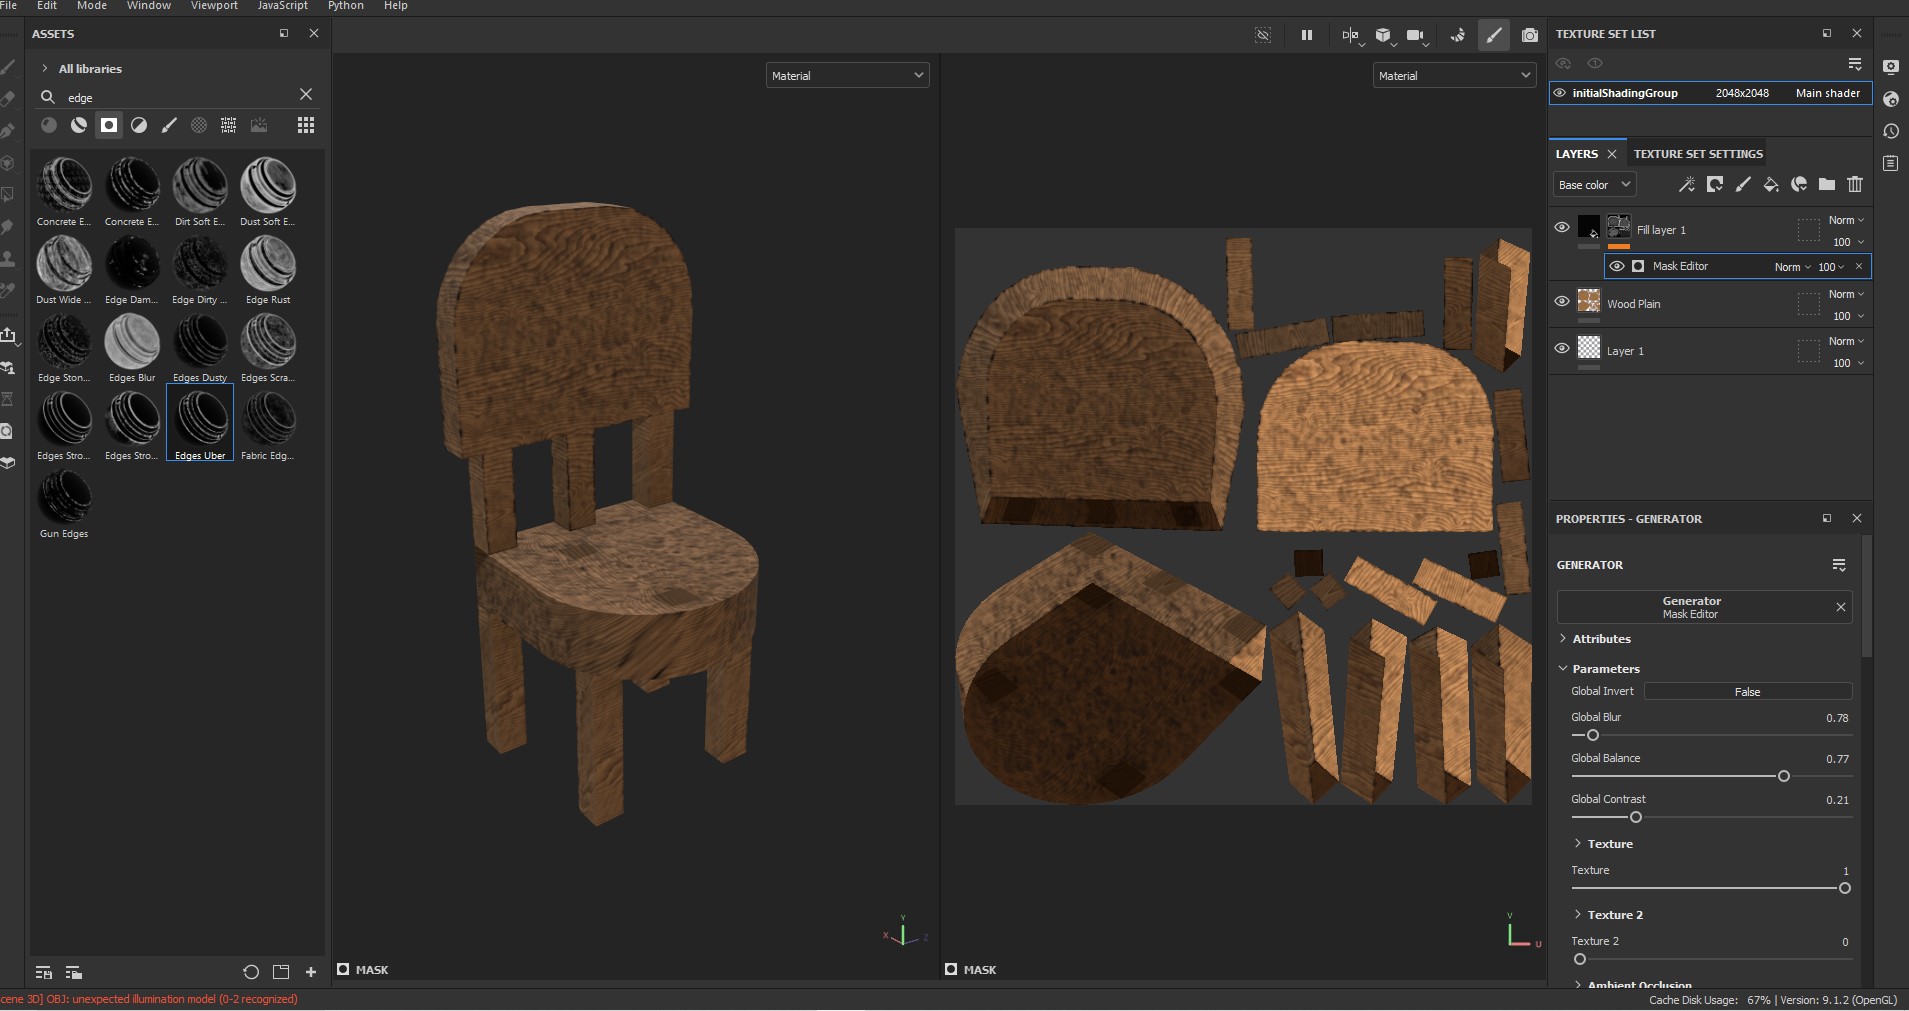 File Edit Mode Window Viewport JavaScript Python Help
ASSETS
All libraries
edge
Concrete E... Concrete E... Dirt Soft E... Dust Soft E...
Dust Wide ... Edge Dam... Edge Dirty ... Edge Rust
Edge Ston... Edges Blur Edges Dusty Edges Scra...
Edges Stro... Edges Stro... Edges Uber Fabric Edg...
Gun Edges
Material
Y
X Z
MASK
Material
V
U
MASK
TEXTURE SET LIST
initialShadingGroup 2048x2048 Main shader
LAYERS TEXTURE SET SETTINGS
Base color
Norm
Fill layer 1
100
Mask Editor Norm 100
Norm
Wood Plain
100
Norm
Layer 1
100
PROPERTIES - GENERATOR
GENERATOR
Generator
Mask Editor
Attributes
Parameters
Global Invert False
Global Blur 0.78
Global Balance 0.77
Global Contrast 0.21
Texture
Texture 1
Texture 2
Texture 2 0
Ambient Occlusion
cene 3D] OBJ: unexpected illumination model (0-2 recognized)
Cache Disk Usage: 67% | Version: 9.1.2 (OpenGL)